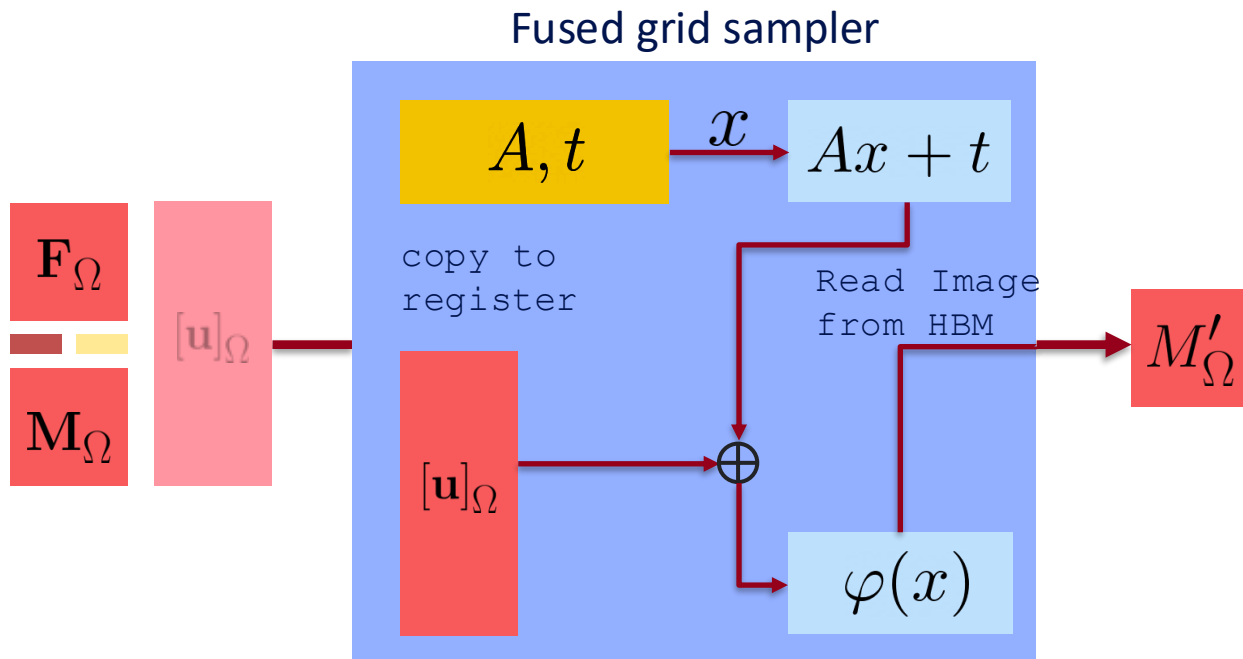 Fused grid sampler
A, t
x
Ax + t
copy to
register
Read Image
from HBM
F_Ω
M_Ω
[u]_Ω
[u]_Ω
φ(x)
M′_Ω